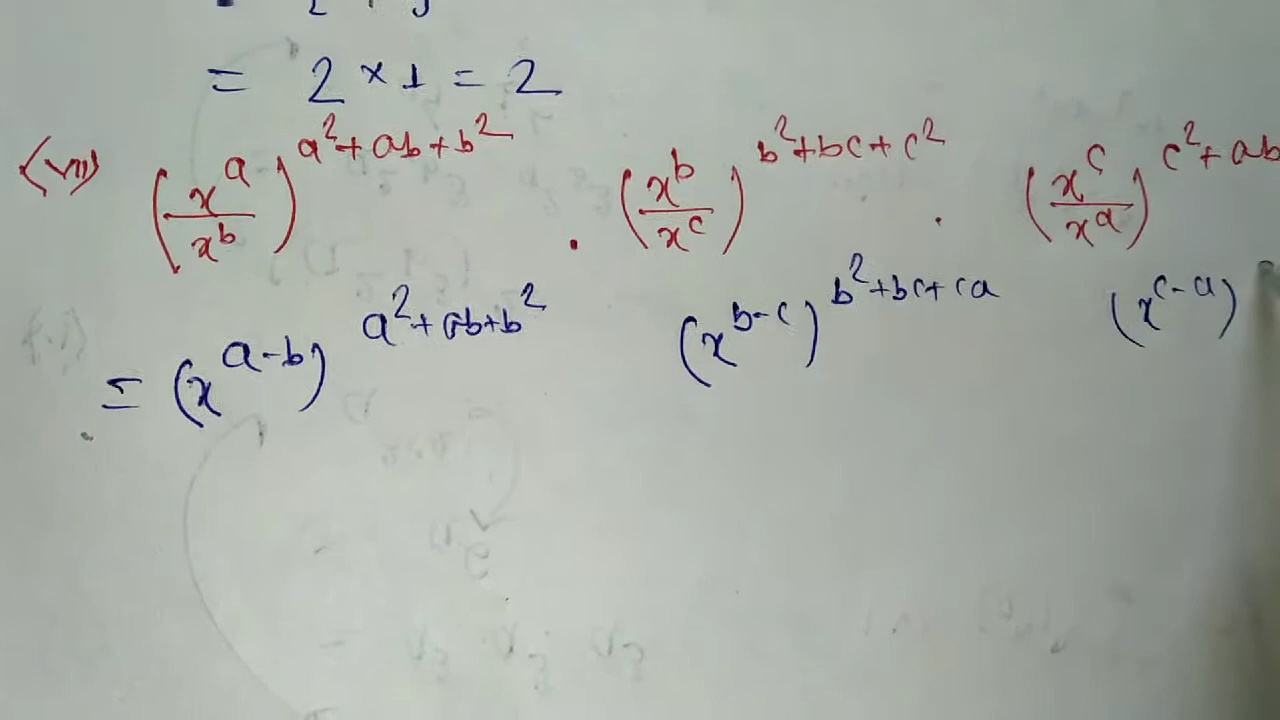 = 2 × 1 = 2
(vii) (x^a/x^b)^(a²+ab+b²) . (x^b/x^c)^(b²+bc+c²) . (x^c/x^a)^(c²+ab
= (x^(a-b))^(a²+ab+b²) (x^(b-c))^(b²+bc+ca) (x^(c-a))